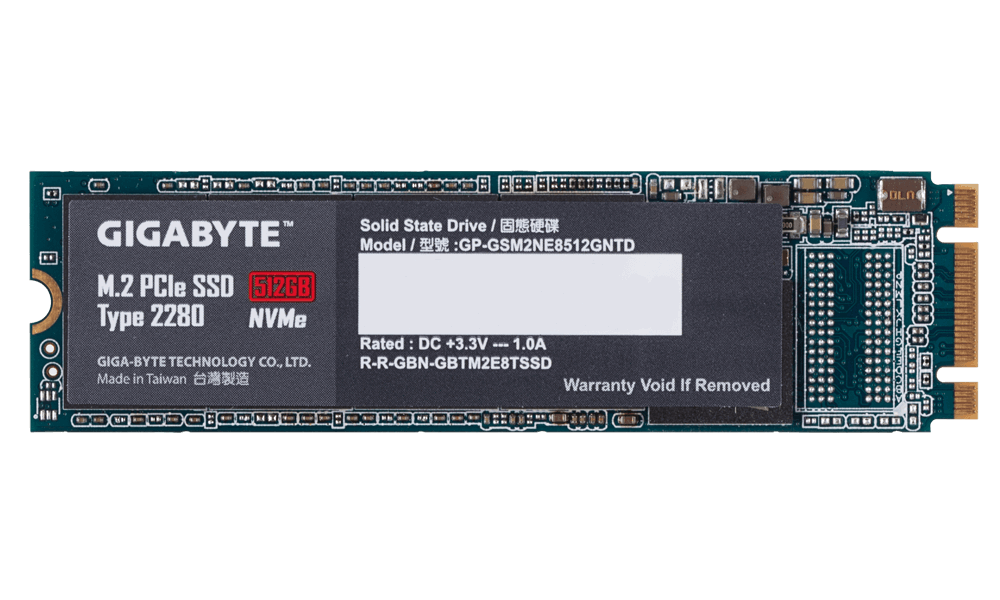 GIGABYTE™
M.2 PCIe SSD 512GB
Type 2280 NVMe
GIGA-BYTE TECHNOLOGY CO., LTD.
Made in Taiwan 台灣製造
Solid State Drive / 固態硬碟
Model / 型號 :GP-GSM2NE8512GNTD
Rated : DC +3.3V --- 1.0A
R-R-GBN-GBTM2E8TSSD
Warranty Void If Removed